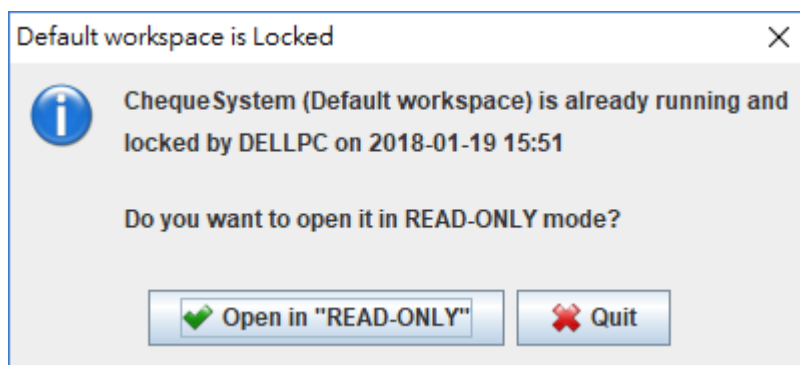 Default workspace is Locked
ChequeSystem (Default workspace) is already running and
locked by DELLPC on 2018-01-19 15:51
Do you want to open it in READ-ONLY mode?
Open in "READ-ONLY"
Quit